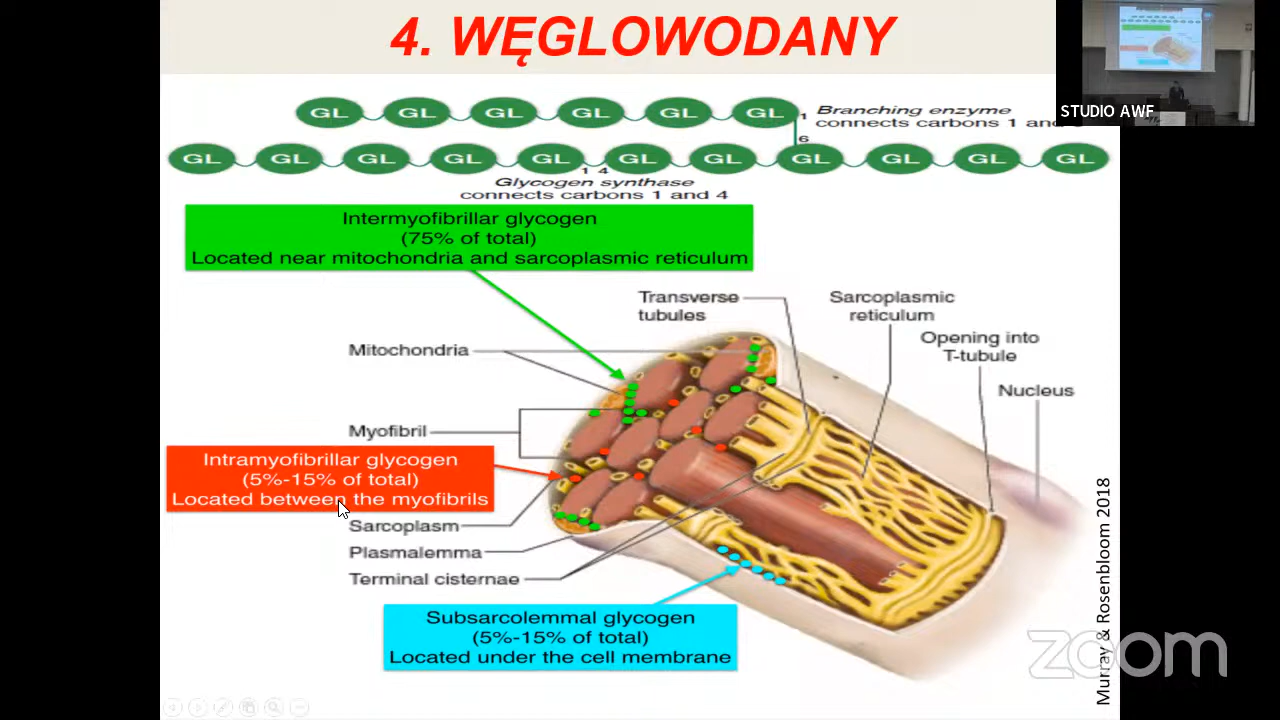 4. WĘGLOWODANY
STUDIO AWF
GL GL GL GL GL GL
1
Branching enzyme
connects carbons 1 and
6
GL GL GL GL GL GL GL GL GL GL GL
1 4
Glycogen synthase
connects carbons 1 and 4
Intermyofibrillar glycogen
(75% of total)
Located near mitochondria and sarcoplasmic reticulum
Transverse
tubules
Sarcoplasmic
reticulum
Opening into
T-tubule
Nucleus
Mitochondria
Myofibril
Intramyofibrillar glycogen
(5%-15% of total)
Located between the myofibrils
Sarcoplasm
Plasmalemma
Terminal cisternae
Subsarcolemmal glycogen
(5%-15% of total)
Located under the cell membrane
Murray & Rosenbloom 2018
zoom